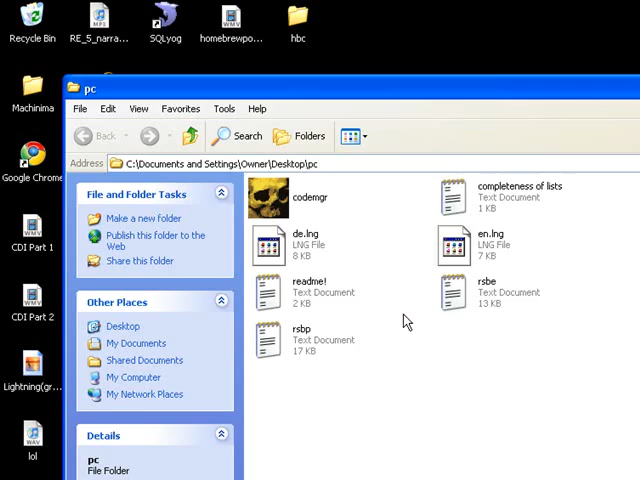 Recycle Bin
RE_5_narra...
SQLyog
homebrewpo...
hbc
Machinima
Google Chrome
CDI Part 1
CDI Part 2
Lightning(gr...
lol
pc
File Edit View Favorites Tools Help
Back Search Folders
Address C:\Documents and Settings\Owner\Desktop\pc
File and Folder Tasks
Make a new folder
Publish this folder to the
Web
Share this folder
Other Places
Desktop
My Documents
Shared Documents
My Computer
My Network Places
Details
pc
File Folder
codemgr
completeness of lists
Text Document
1 KB
de.lng
LNG File
8 KB
en.lng
LNG File
7 KB
readme!
Text Document
2 KB
rsbe
Text Document
13 KB
rsbp
Text Document
17 KB